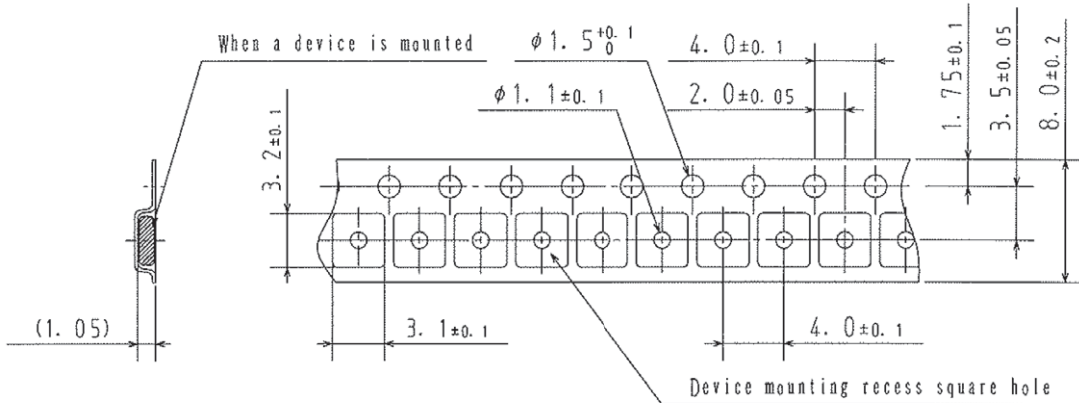 When a device is mounted
φ1.5+0.1 0
4.0±0.1
φ1.1±0.1
2.0±0.05
1.75±0.1
3.5±0.05
8.0±0.2
3.2±0.1
(1.05)
3.1±0.1
4.0±0.1
Device mounting recess square hole